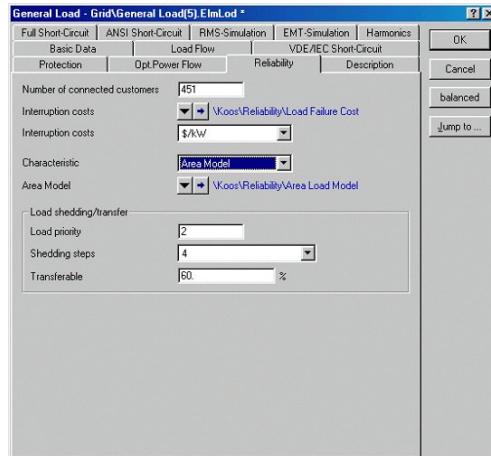 General Load - Grid\General Load(5).ElmLod *
Full Short-Circuit ANSI Short-Circuit RMS-Simulation EMT-Simulation Harmonics
Basic Data Load Flow VDE/IEC Short-Circuit
Protection Opt.Power Flow Reliability Description
OK
Cancel
balanced
Jump to ...
Number of connected customers 451
Interruption costs \Koos\Reliability\Load Failure Cost
Interruption costs $/kW
Characteristic Area Model
Area Model \Koos\Reliability\Area Load Model
Load shedding/transfer
Load priority 2
Shedding steps 4
Transferable 60. %